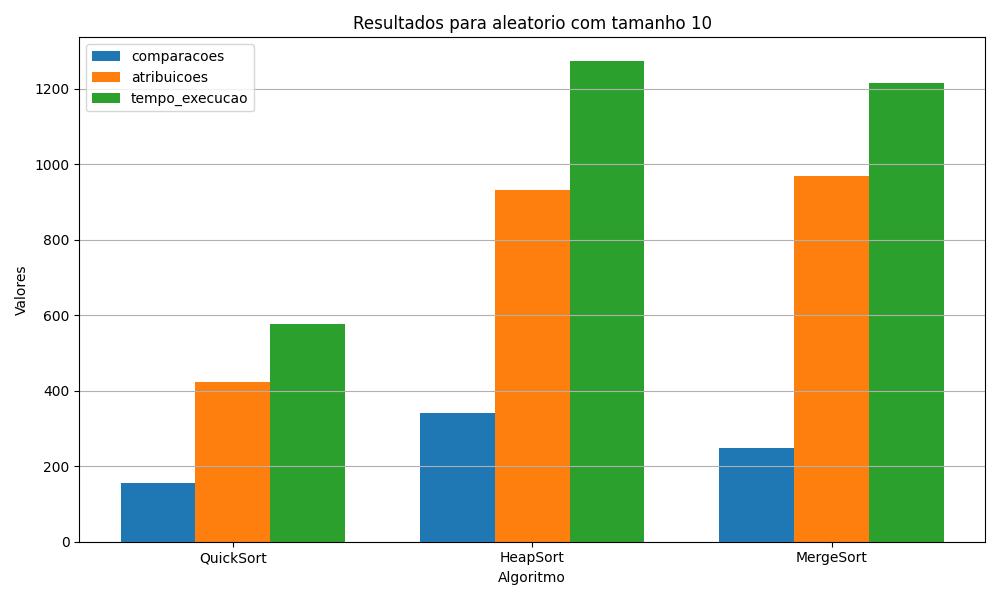 Resultados para aleatorio com tamanho 10
comparacoes
atribuicoes
tempo_execucao
Valores
1200
1000
800
600
400
200
0
QuickSort
HeapSort
MergeSort
Algoritmo